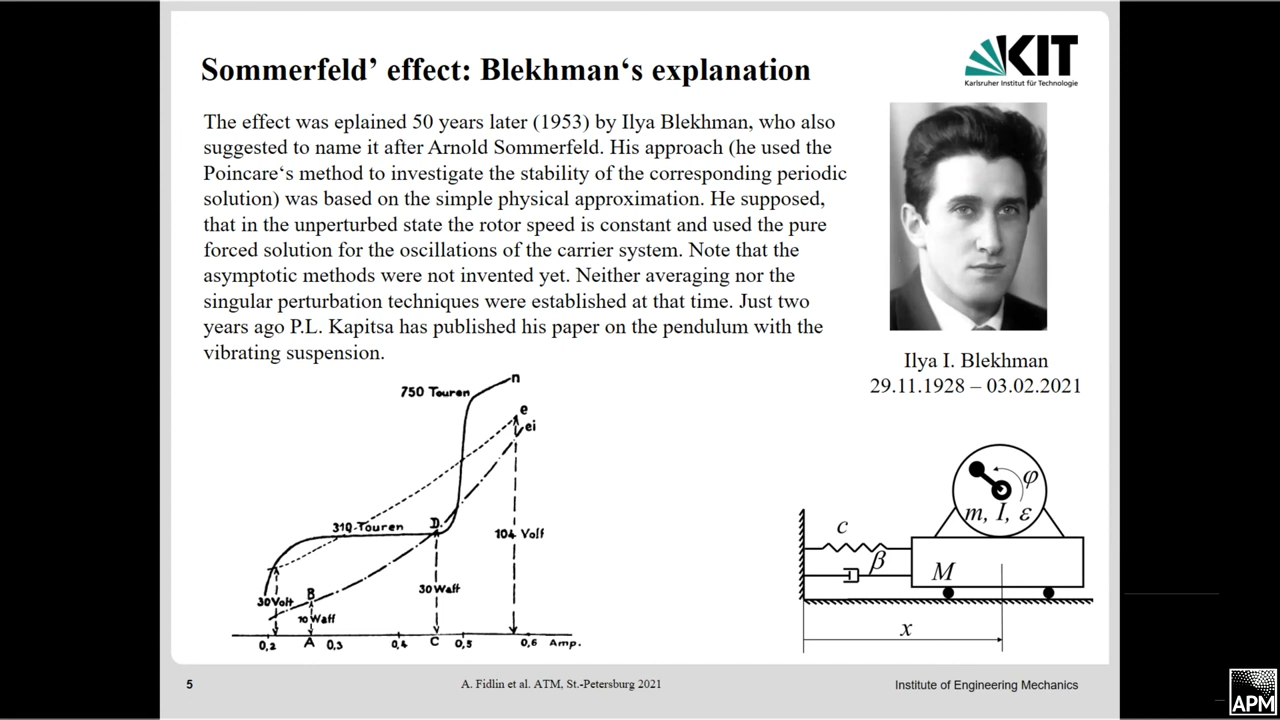 Sommerfeld’ effect: Blekhman‘s explanation
KIT
Karlsruher Institut für Technologie
The effect was eplained 50 years later (1953) by Ilya Blekhman, who also
suggested to name it after Arnold Sommerfeld. His approach (he used the
Poincare‘s method to investigate the stability of the corresponding periodic
solution) was based on the simple physical approximation. He supposed,
that in the unperturbed state the rotor speed is constant and used the pure
forced solution for the oscillations of the carrier system. Note that the
asymptotic methods were not invented yet. Neither averaging nor the
singular perturbation techniques were established at that time. Just two
years ago P.L. Kapitsa has published his paper on the pendulum with the
vibrating suspension.
Ilya I. Blekhman
29.11.1928 – 03.02.2021
750 Touren
n
e
ei
310-Touren
D.
104 Volt
30 Watt
B
30 Volt
10 Watt
0,2 A 0,3 0,4 C 0,5 0,6 Amp.
φ
m, I, ε
c
β
M
x
5
A. Fidlin et al. ATM, St.-Petersburg 2021
Institute of Engineering Mechanics
APM